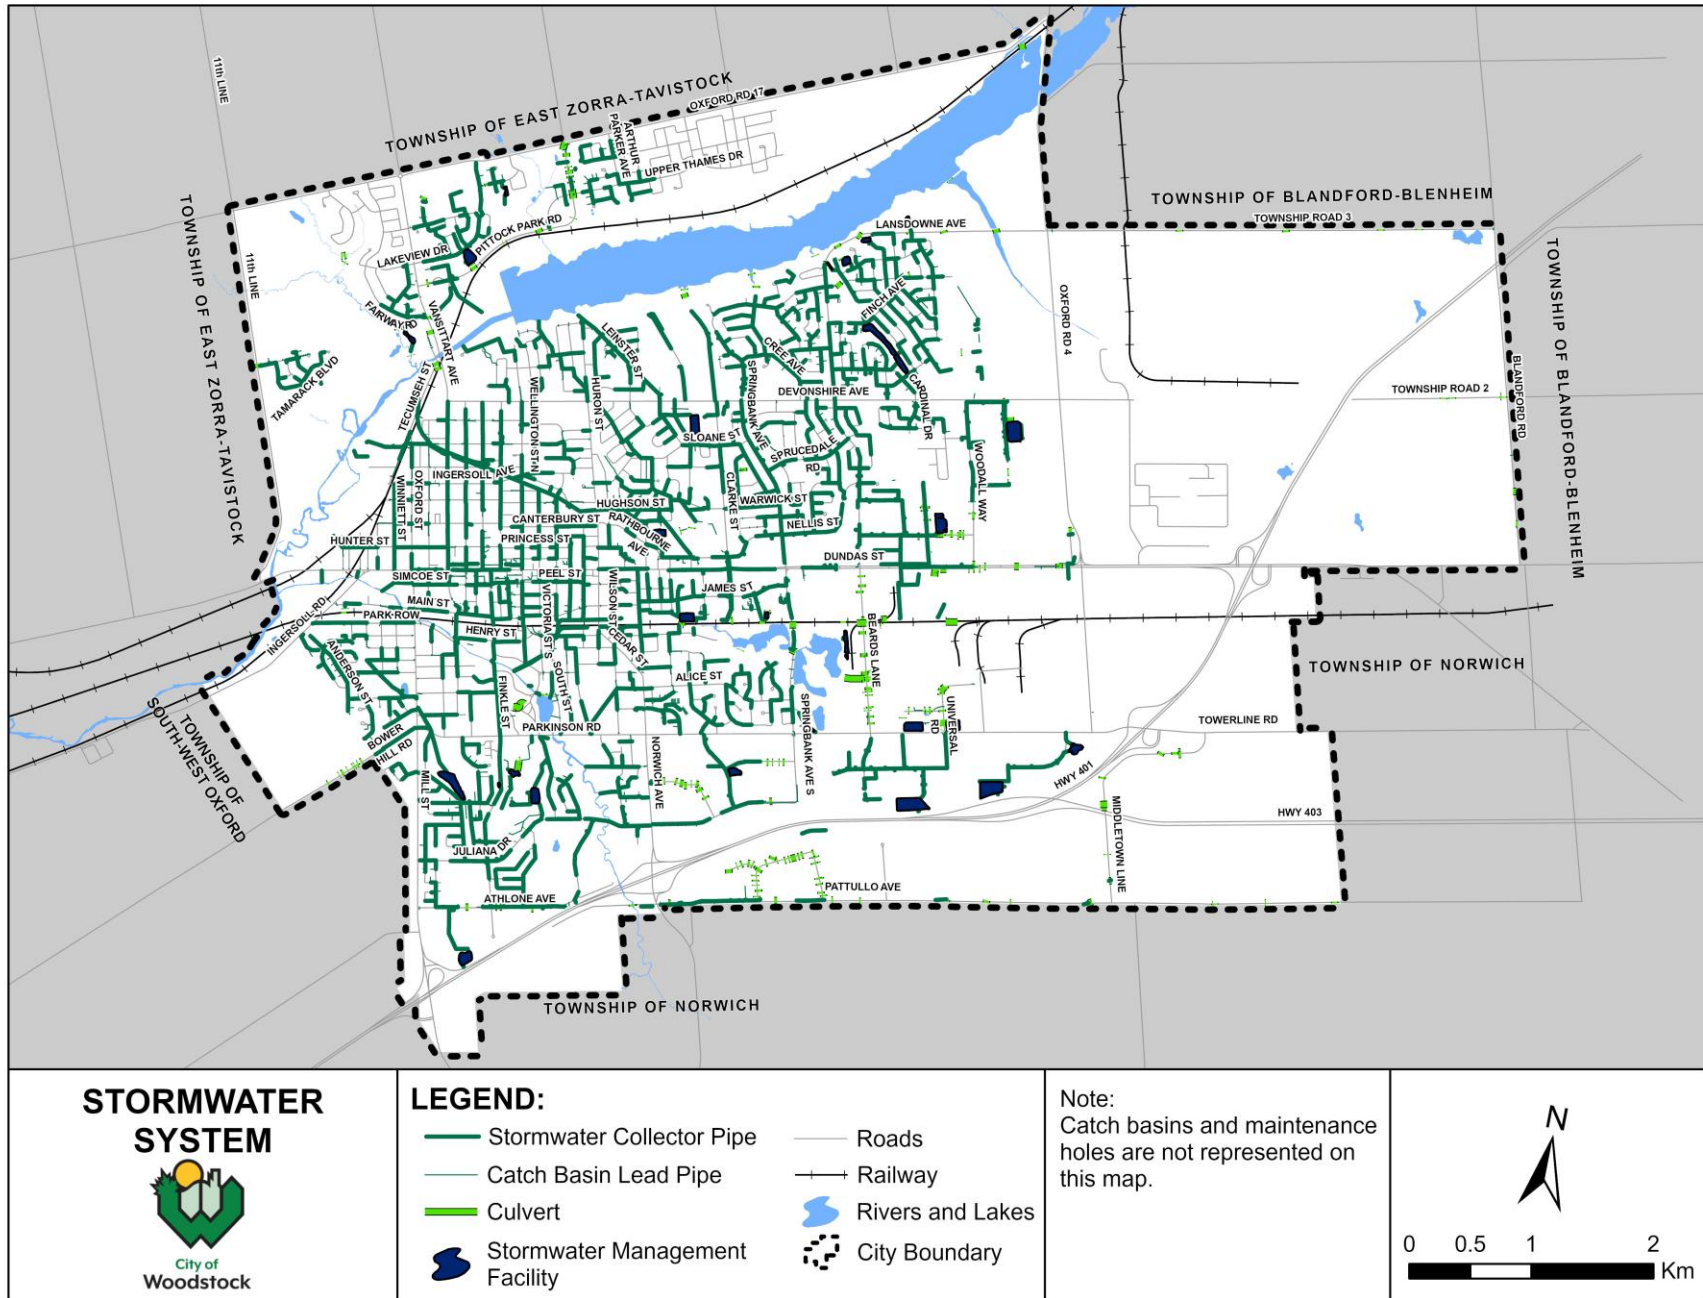 11th LINE
TOWNSHIP OF EAST ZORRA-TAVISTOCK
OXFORD RD 17
ARTHUR
PARKER AVE
UPPER THAMES DR
TOWNSHIP OF BLANDFORD-BLENHEIM
TOWNSHIP ROAD 3
TOWNSHIP OF EAST ZORRA-TAVISTOCK
11th LINE
LAKEVIEW DR
PITTOCK PARK RD
LANSDOWNE AVE
TOWNSHIP OF BLANDFORD-BLENHEIM
FAIRWAY RD
VANSITTART AVE
FINCH AVE
OXFORD RD 4
LEINSTER ST
CREE AVE
TAMARACK BLVD
TECUMSEH ST
WELLINGTON ST N
HURON ST
SPRINGBANK AVE
DEVONSHIRE AVE
CARDINAL DR
TOWNSHIP ROAD 2
BLANDFORD RD
SLOANE ST
SPRUCEDALE
RD
WOODALL WAY
INGERSOLL AVE
WINNIETT ST
OXFORD ST
HUGHSON ST
CLARKE ST
WARWICK ST
CANTERBURY ST
RATHBOURNE
AVE
NELLIS ST
HUNTER ST
PRINCESS ST
DUNDAS ST
SIMCOE ST
PEEL ST
JAMES ST
MAIN ST
VICTORIA ST S
WILSON ST
PARK ROW
INGERSOLL RD
HENRY ST
CEDAR ST
BEARDS LANE
TOWNSHIP OF NORWICH
ANDERSON ST
FINKLE ST
SOUTH ST
ALICE ST
SPRINGBANK AVE S
UNIVERSAL
RD
TOWNSHIP OF
SOUTH-WEST OXFORD
BOWER
HILL RD
PARKINSON RD
TOWERLINE RD
MILL ST
NORWICH AVE
HWY 401
MIDDLETOWN LINE
HWY 403
JULIANA DR
ATHLONE AVE
PATTULLO AVE
TOWNSHIP OF NORWICH
STORMWATER
SYSTEM
City of
Woodstock
LEGEND:
Stormwater Collector Pipe
Catch Basin Lead Pipe
Culvert
Stormwater Management
Facility
Roads
Railway
Rivers and Lakes
City Boundary
Note:
Catch basins and maintenance
holes are not represented on
this map.
N
0 0.5 1 2
Km